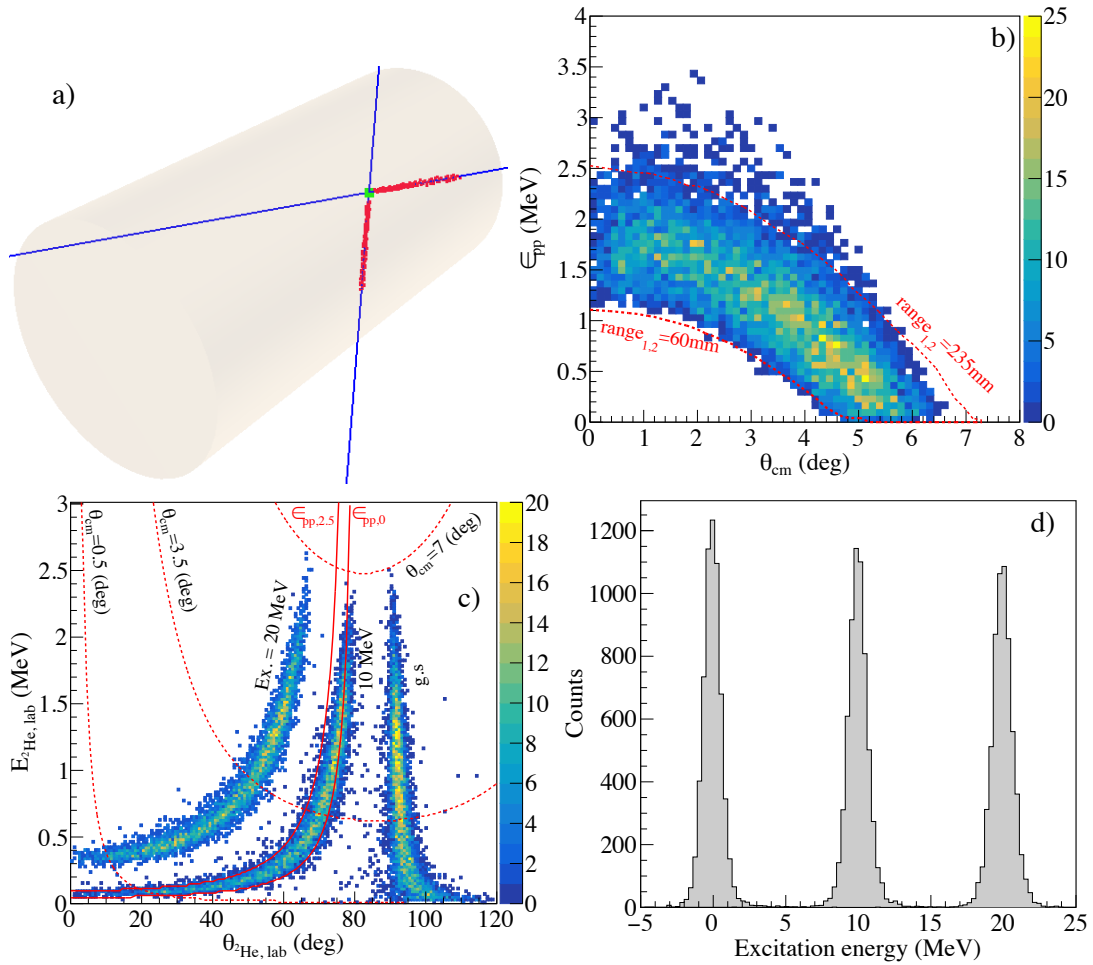 a)
b)
4
3.5
3
2.5
2
1.5
1
0.5
0
∈pp (MeV)
range1,2=60mm
range1,2=235mm
0 1 2 3 4 5 6 7 8
θcm (deg)
25
20
15
10
5
0
c)
3
2.5
2
1.5
1
0.5
0
E2He, lab (MeV)
θcm=0.5 (deg)
θcm=3.5 (deg)
∈pp,2.5
∈pp,0
θcm=7 (deg)
Ex. = 20 MeV
10 MeV
g.s
0 20 40 60 80 100 120
θ2He, lab (deg)
20
18
16
14
12
10
8
6
4
2
0
d)
1200
1000
800
600
400
200
0
Counts
−5 0 5 10 15 20 25
Excitation energy (MeV)